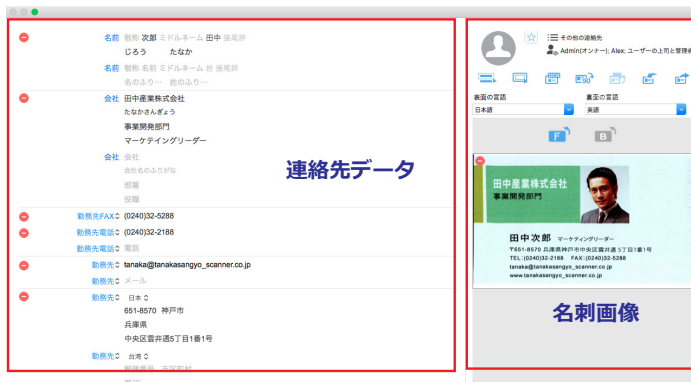 名前 敬称 次郎 ミドルネーム 田中 接尾辞
じろう たなか
名前 敬称 名前 ミドルネーム 姓 接尾辞
名のふり… 姓のふり…
会社 田中産業株式会社
たなかさんぎょう
事業開発部門
マーケテイングリーダー
会社 会社
会社名のふりがな
部署
役職
勤務先FAX (0240)32-5288
勤務先電話 (0240)32-2188
勤務先電話 電話
勤務先 tanaka@tanakasangyo_scanner.co.jp
勤務先 メール
勤務先 日本
651-8570 神戸市
兵庫県
中央区雲井通5丁目1番1号
勤務先 台湾
郵便番号 市区町村
連絡先データ
その他の連絡先
Admin(オンナー); Alex; ユーザーの上司と管理者
表面の言語 裏面の言語
日本語 英語
F B
田中産業株式会社
事業開発部門
田中次郎 マーケティングリーダー
〒651-8570 兵庫県神戸市中央区雲井通5丁目1番1号
TEL:(0240)32-2188 FAX:(0240)32-5288
tanaka@tanakasangyo_scanner.co.jp
www.tanakasangyo_scanner.co.jp
名刺画像